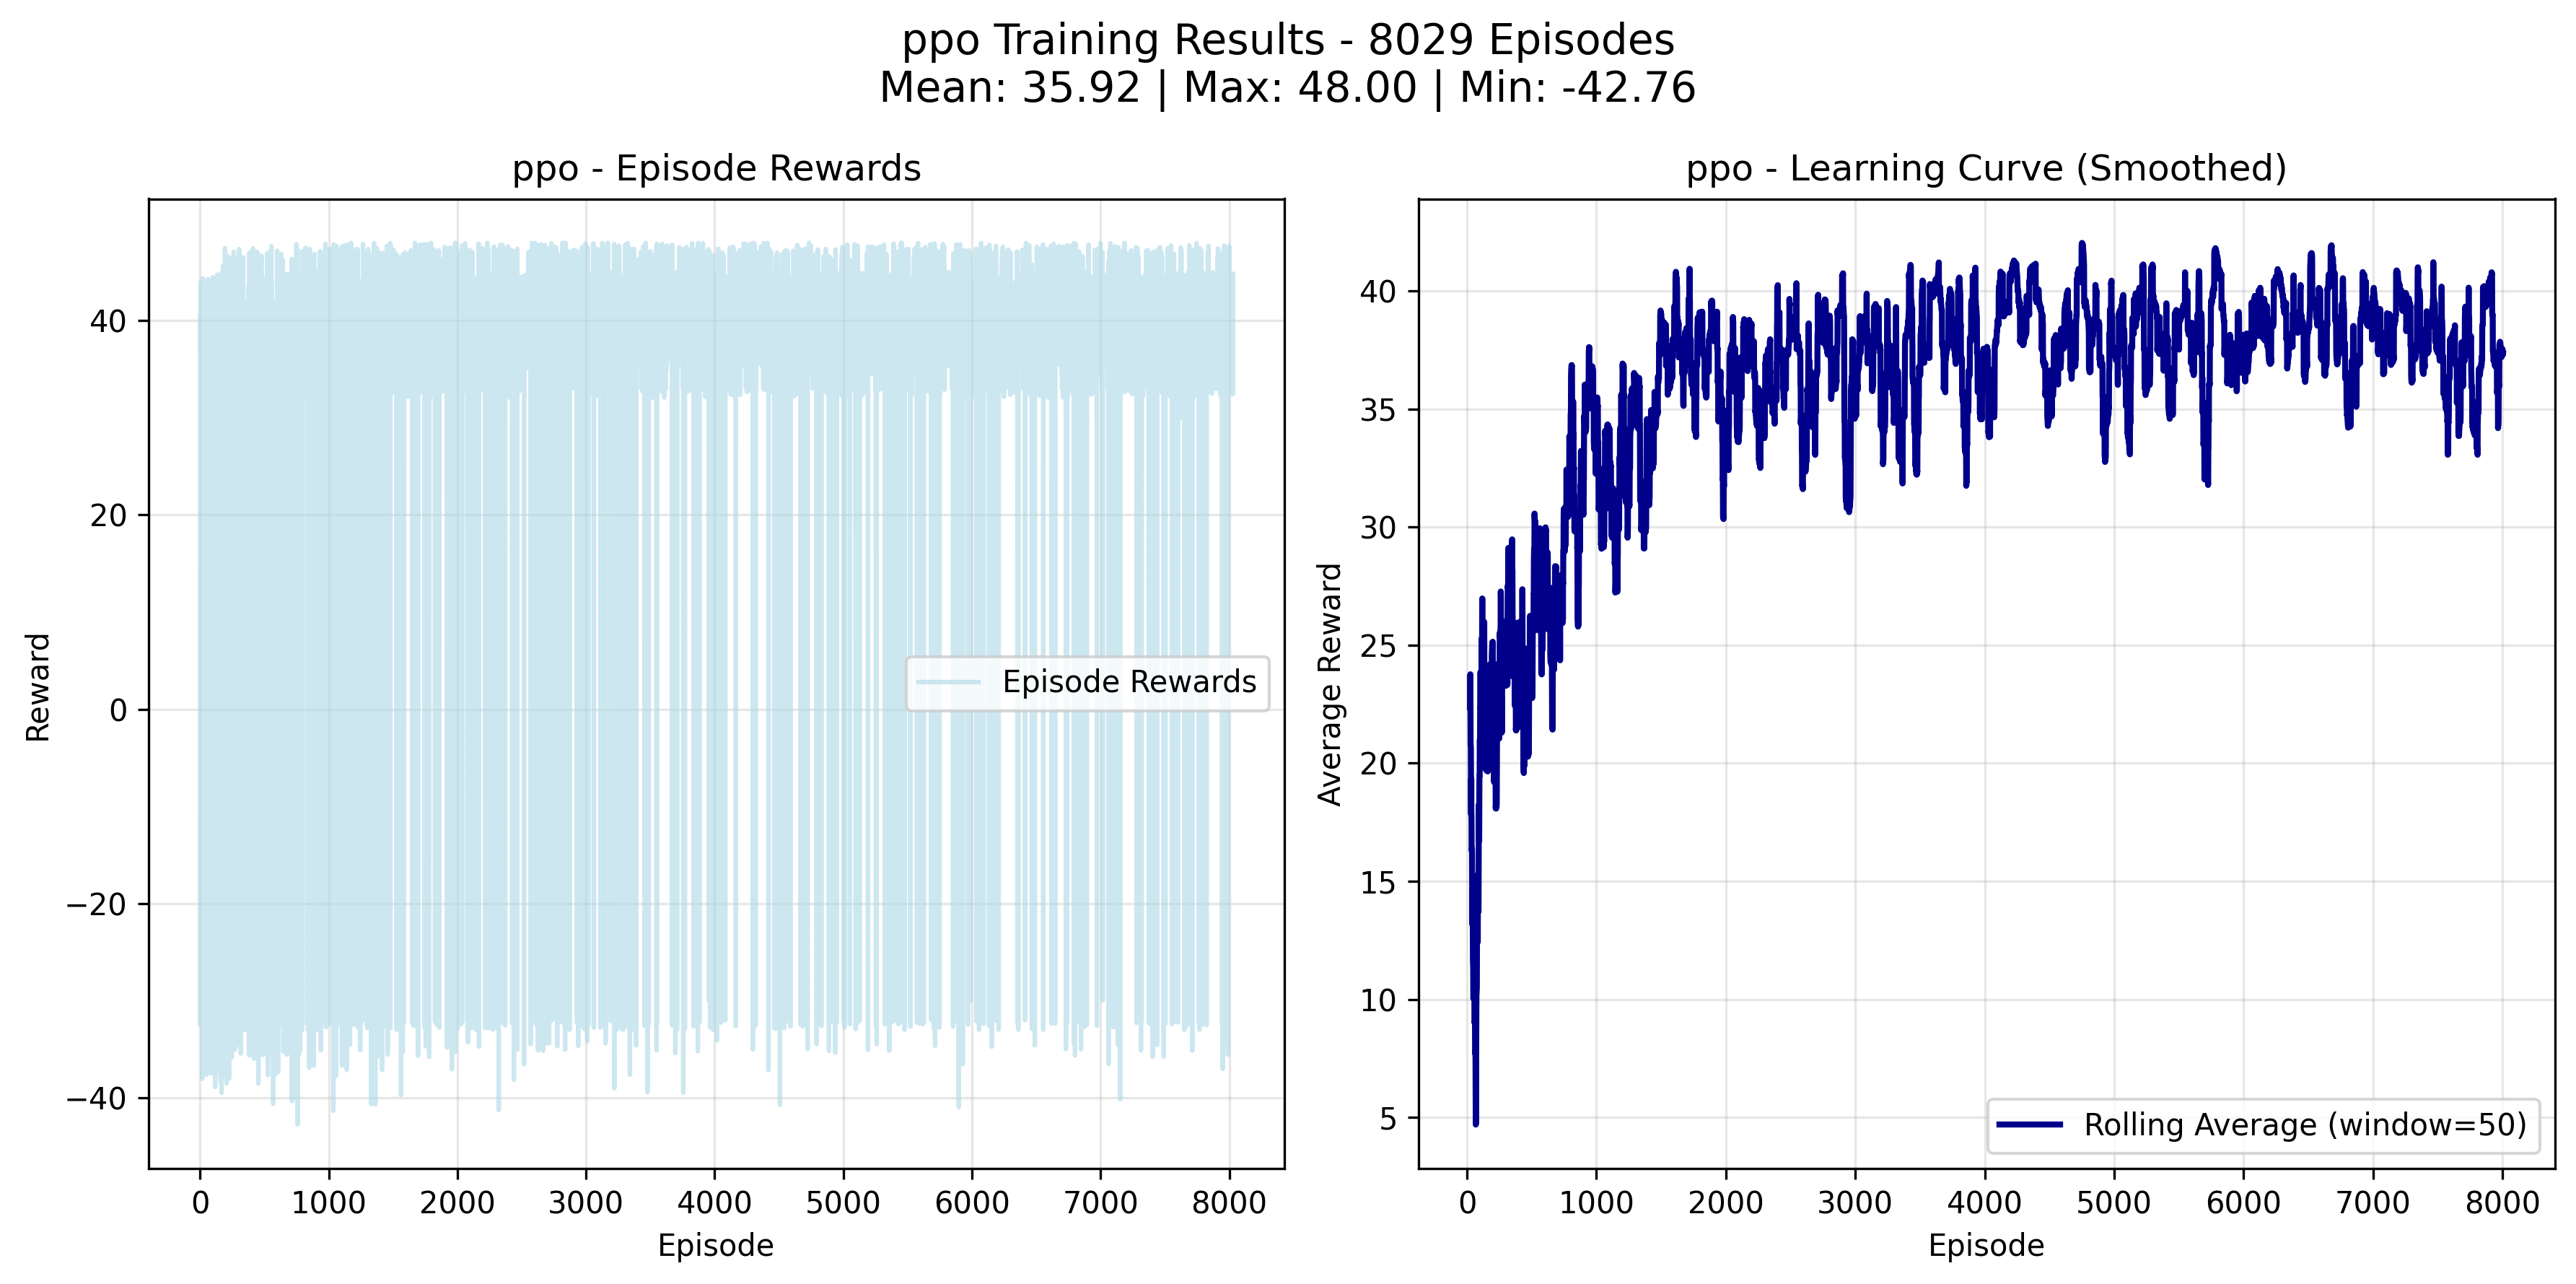 ppo Training Results - 8029 Episodes
Mean: 35.92 | Max: 48.00 | Min: -42.76
ppo - Episode Rewards
Reward
40
20
0
−20
−40
Episode Rewards
0 1000 2000 3000 4000 5000 6000 7000 8000
Episode
ppo - Learning Curve (Smoothed)
Average Reward
40
35
30
25
20
15
10
5
Rolling Average (window=50)
0 1000 2000 3000 4000 5000 6000 7000 8000
Episode